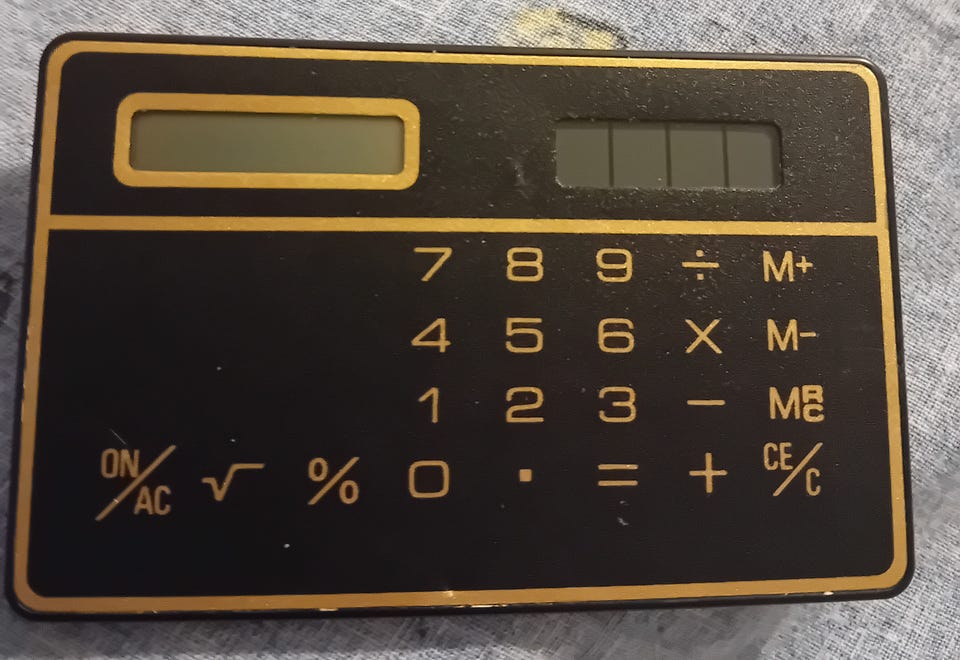 7 8 9 ÷ M+
4 5 6 X M-
1 2 3 - MRC
ON/AC √ % 0 . = + CE/C